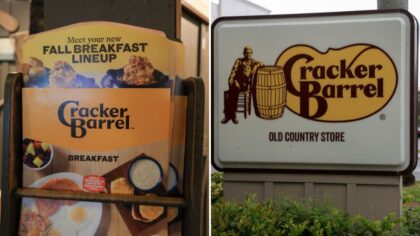 Meet your new
FALL BREAKFAST
LINEUP
Cracker
Barrel
BREAKFAST
Cracker
Barrel
®
OLD COUNTRY STORE